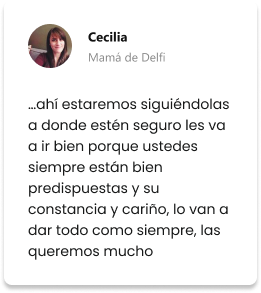 Cecilia
Mamá de Delfi
...ahí estaremos siguiéndolas
a donde estén seguro les va
a ir bien porque ustedes
siempre están bien
predispuestas y su
constancia y cariño, lo van a
dar todo como siempre, las
queremos mucho